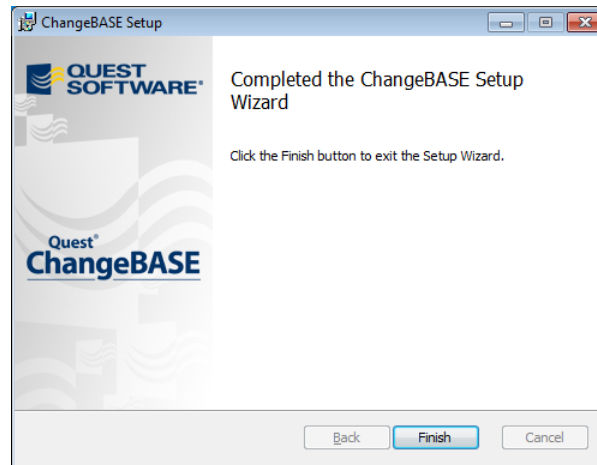 ChangeBASE Setup
QUEST
SOFTWARE®
Completed the ChangeBASE Setup
Wizard
Click the Finish button to exit the Setup Wizard.
Quest®
ChangeBASE
Back
Finish
Cancel